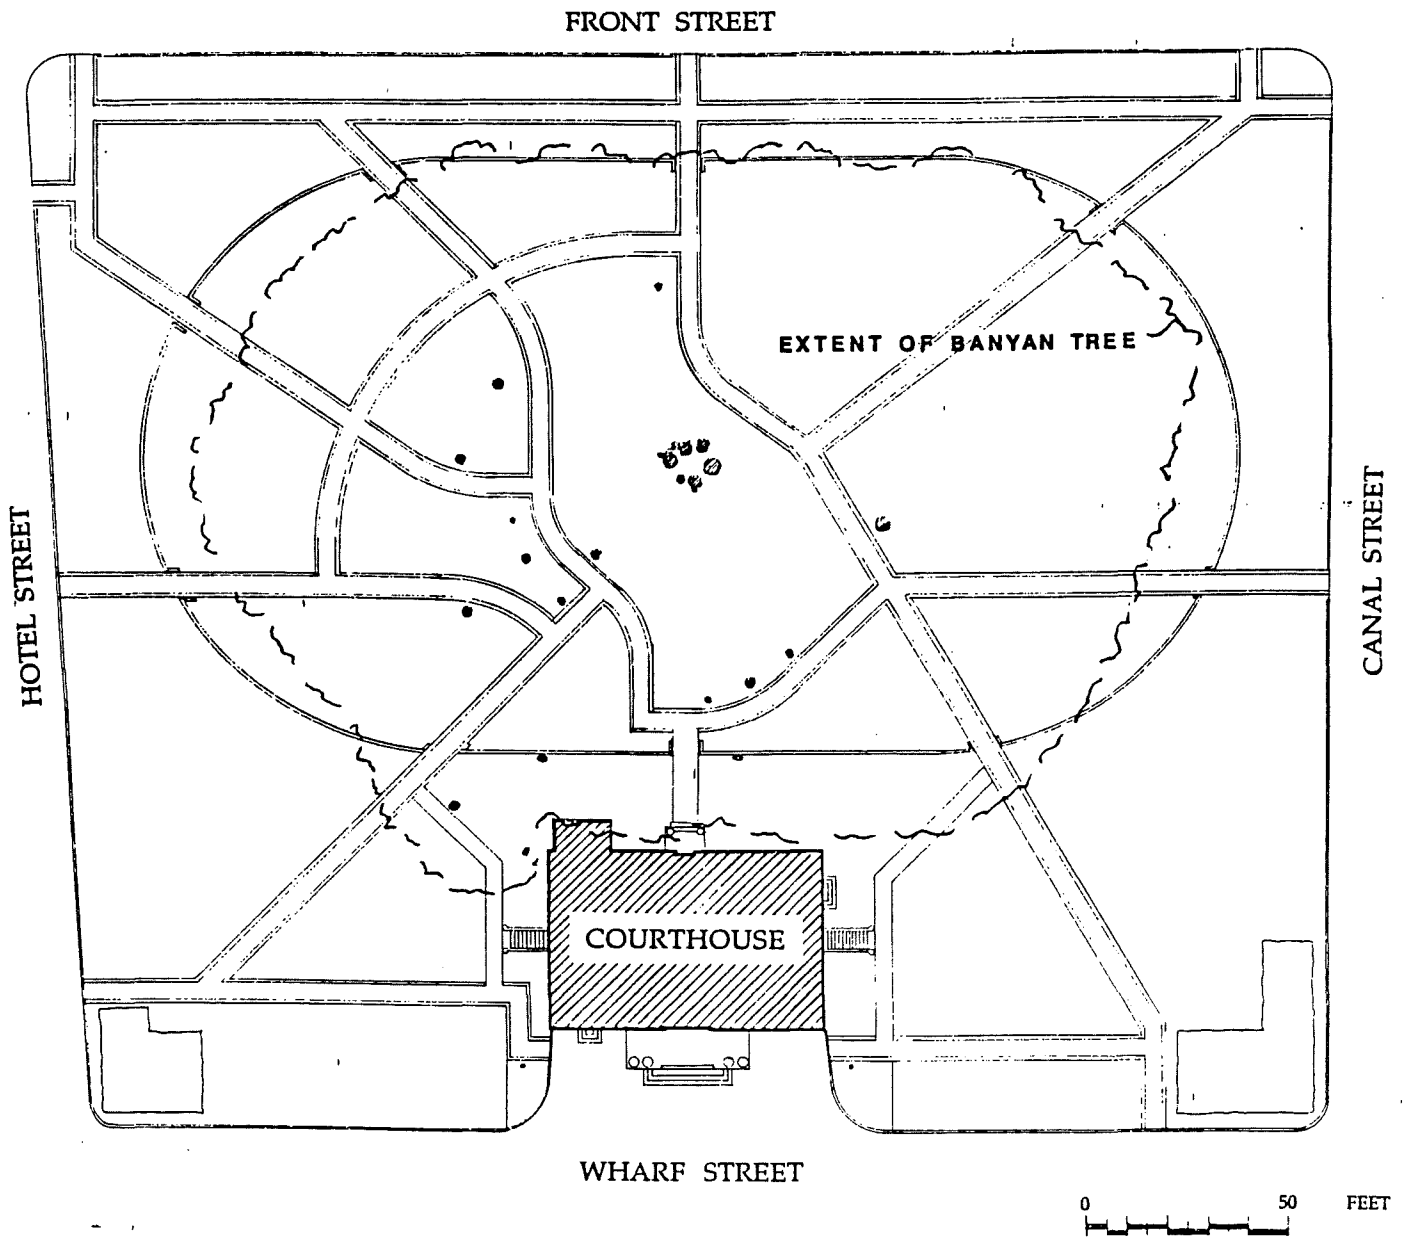 FRONT STREET
EXTENT OF BANYAN TREE
HOTEL STREET
CANAL STREET
COURTHOUSE
WHARF STREET
0 50 FEET